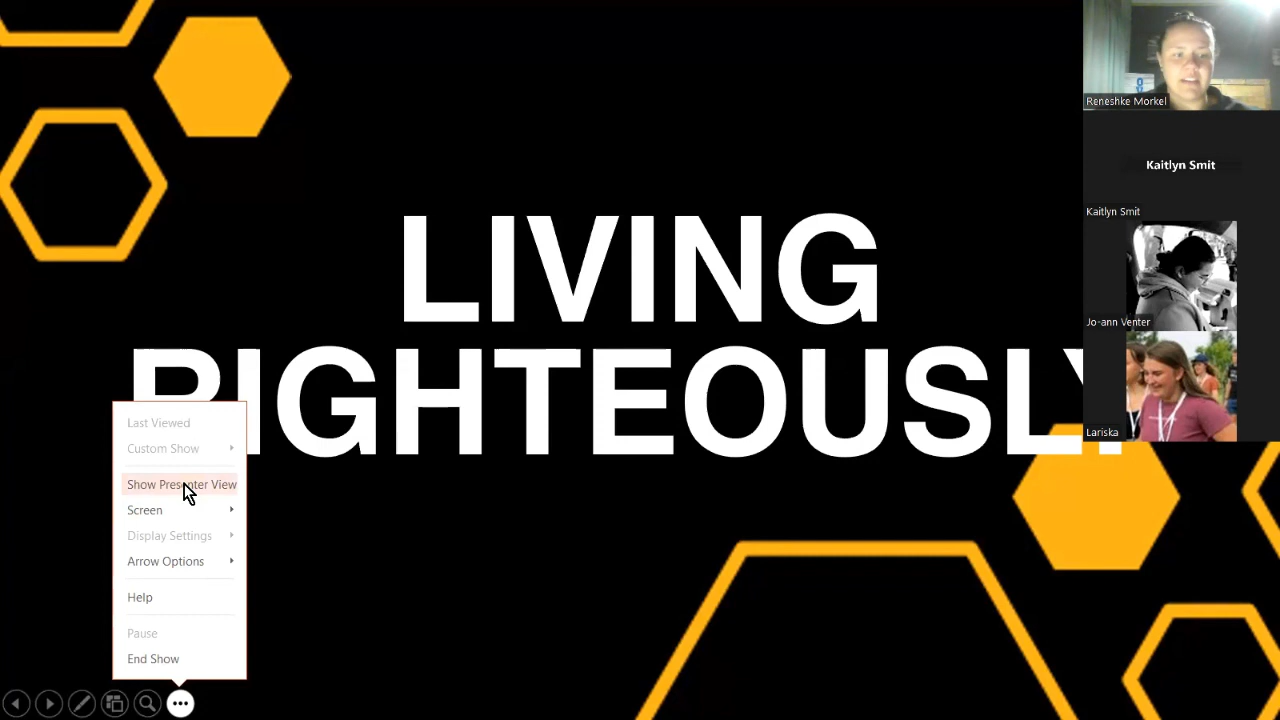 LIVING
RIGHTEOUSLY
Last Viewed
Custom Show
Show Presenter View
Screen
Display Settings
Arrow Options
Help
Pause
End Show
Reneshke Morkel
Kaitlyn Smit
Kaitlyn Smit
Jo-ann Venter
Lariska